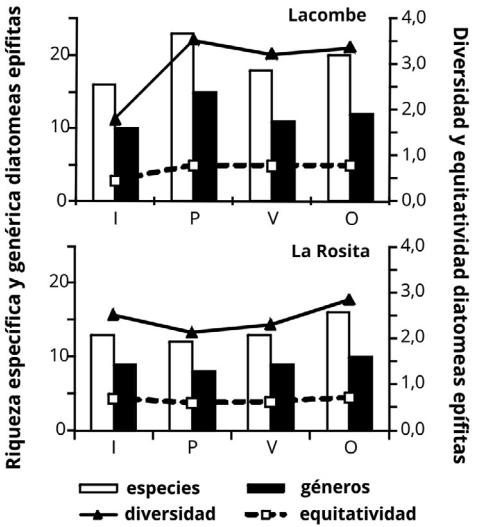 Lacombe
Riqueza específica y genérica diatomeas epífitas
Diversidad y equitatividad diatomeas epífitas
20
10
0
4,0
3,0
2,0
1,0
0,0
I P V O
La Rosita
20
10
0
4,0
3,0
2,0
1,0
0,0
I P V O
especies géneros
diversidad equitatividad